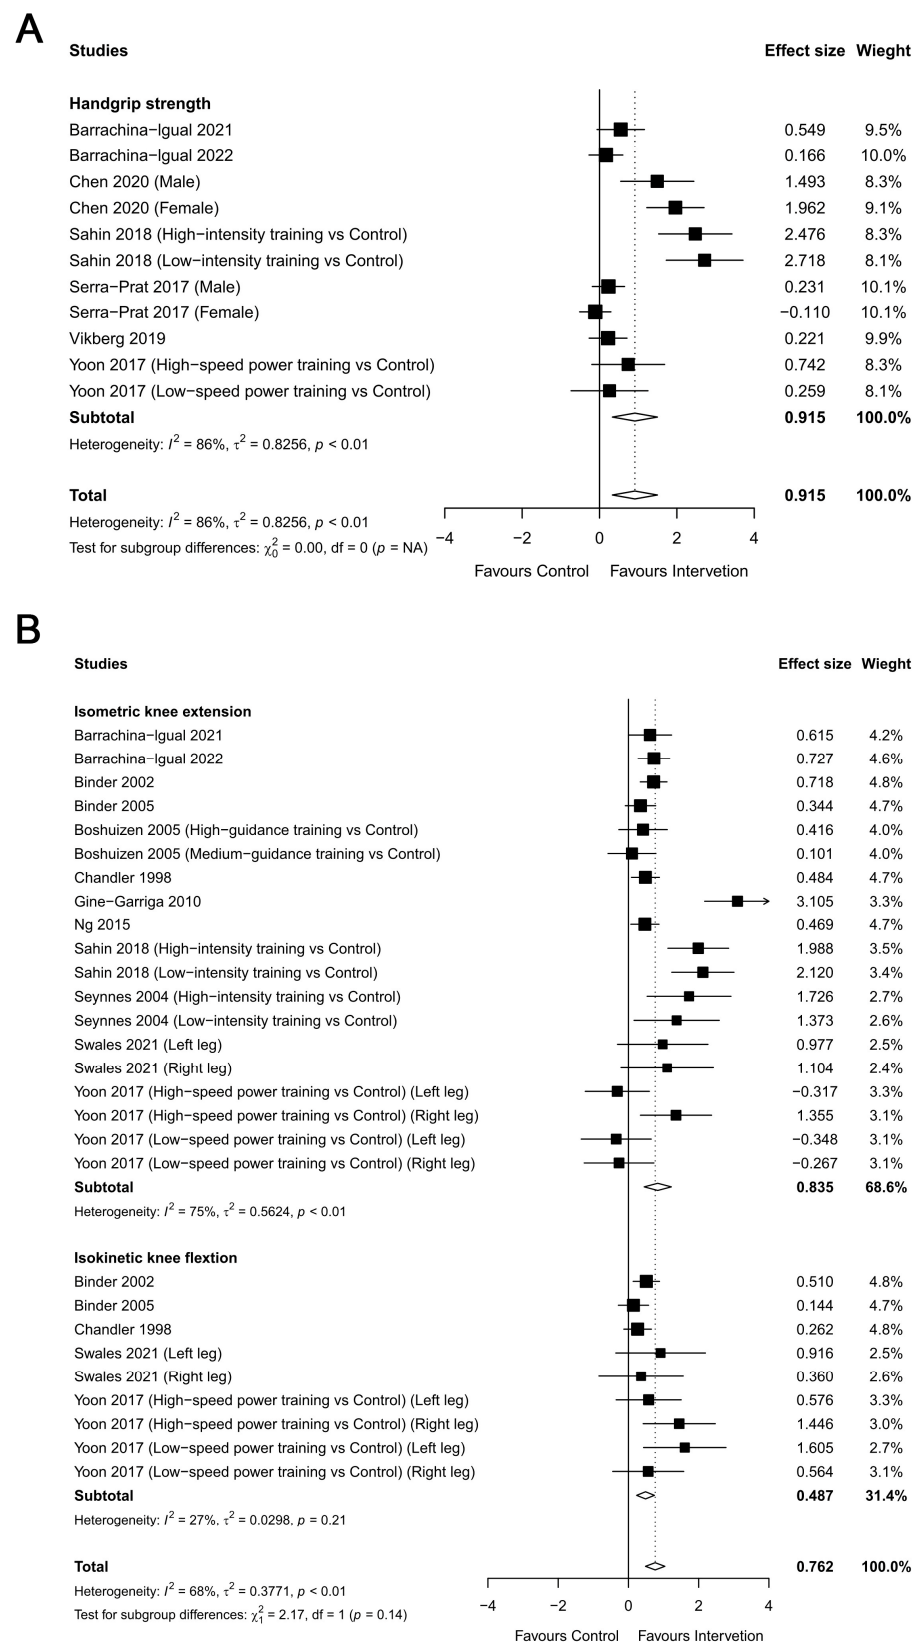 A
Studies Effect size Wieght
Handgrip strength
Barrachina−Igual 2021 0.549 9.5%
Barrachina−Igual 2022 0.166 10.0%
Chen 2020 (Male) 1.493 8.3%
Chen 2020 (Female) 1.962 9.1%
Sahin 2018 (High−intensity training vs Control) 2.476 8.3%
Sahin 2018 (Low−intensity training vs Control) 2.718 8.1%
Serra−Prat 2017 (Male) 0.231 10.1%
Serra−Prat 2017 (Female) −0.110 10.1%
Vikberg 2019 0.221 9.9%
Yoon 2017 (High−speed power training vs Control) 0.742 8.3%
Yoon 2017 (Low−speed power training vs Control) 0.259 8.1%
Subtotal 0.915 100.0%
Heterogeneity: I² = 86%, τ² = 0.8256, p < 0.01
Total 0.915 100.0%
Heterogeneity: I² = 86%, τ² = 0.8256, p < 0.01
Test for subgroup differences: χ²₀ = 0.00, df = 0 (p = NA)
−4 −2 0 2 4
Favours Control Favours Intervetion
B
Studies Effect size Wieght
Isometric knee extension
Barrachina−Igual 2021 0.615 4.2%
Barrachina−Igual 2022 0.727 4.6%
Binder 2002 0.718 4.8%
Binder 2005 0.344 4.7%
Boshuizen 2005 (High−guidance training vs Control) 0.416 4.0%
Boshuizen 2005 (Medium−guidance training vs Control) 0.101 4.0%
Chandler 1998 0.484 4.7%
Gine−Garriga 2010 3.105 3.3%
Ng 2015 0.469 4.7%
Sahin 2018 (High−intensity training vs Control) 1.988 3.5%
Sahin 2018 (Low−intensity training vs Control) 2.120 3.4%
Seynnes 2004 (High−intensity training vs Control) 1.726 2.7%
Seynnes 2004 (Low−intensity training vs Control) 1.373 2.6%
Swales 2021 (Left leg) 0.977 2.5%
Swales 2021 (Right leg) 1.104 2.4%
Yoon 2017 (High−speed power training vs Control) (Left leg) −0.317 3.3%
Yoon 2017 (High−speed power training vs Control) (Right leg) 1.355 3.1%
Yoon 2017 (Low−speed power training vs Control) (Left leg) −0.348 3.1%
Yoon 2017 (Low−speed power training vs Control) (Right leg) −0.267 3.1%
Subtotal 0.835 68.6%
Heterogeneity: I² = 75%, τ² = 0.5624, p < 0.01
Isokinetic knee flextion
Binder 2002 0.510 4.8%
Binder 2005 0.144 4.7%
Chandler 1998 0.262 4.8%
Swales 2021 (Left leg) 0.916 2.5%
Swales 2021 (Right leg) 0.360 2.6%
Yoon 2017 (High−speed power training vs Control) (Left leg) 0.576 3.3%
Yoon 2017 (High−speed power training vs Control) (Right leg) 1.446 3.0%
Yoon 2017 (Low−speed power training vs Control) (Left leg) 1.605 2.7%
Yoon 2017 (Low−speed power training vs Control) (Right leg) 0.564 3.1%
Subtotal 0.487 31.4%
Heterogeneity: I² = 27%, τ² = 0.0298, p = 0.21
Total 0.762 100.0%
Heterogeneity: I² = 68%, τ² = 0.3771, p < 0.01
Test for subgroup differences: χ²₁ = 2.17, df = 1 (p = 0.14)
−4 −2 0 2 4
Favours Control Favours Intervention